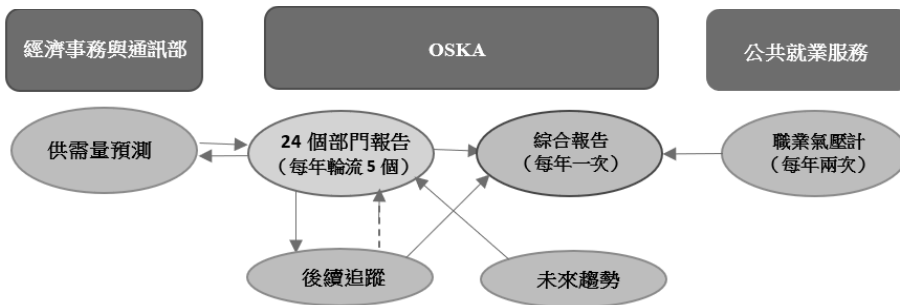 經濟事務與通訊部
OSKA
公共就業服務
供需量預測
24 個部門報告
（每年輪流 5 個）
綜合報告
（每年一次）
職業氣壓計
（每年兩次）
後續追蹤
未來趨勢